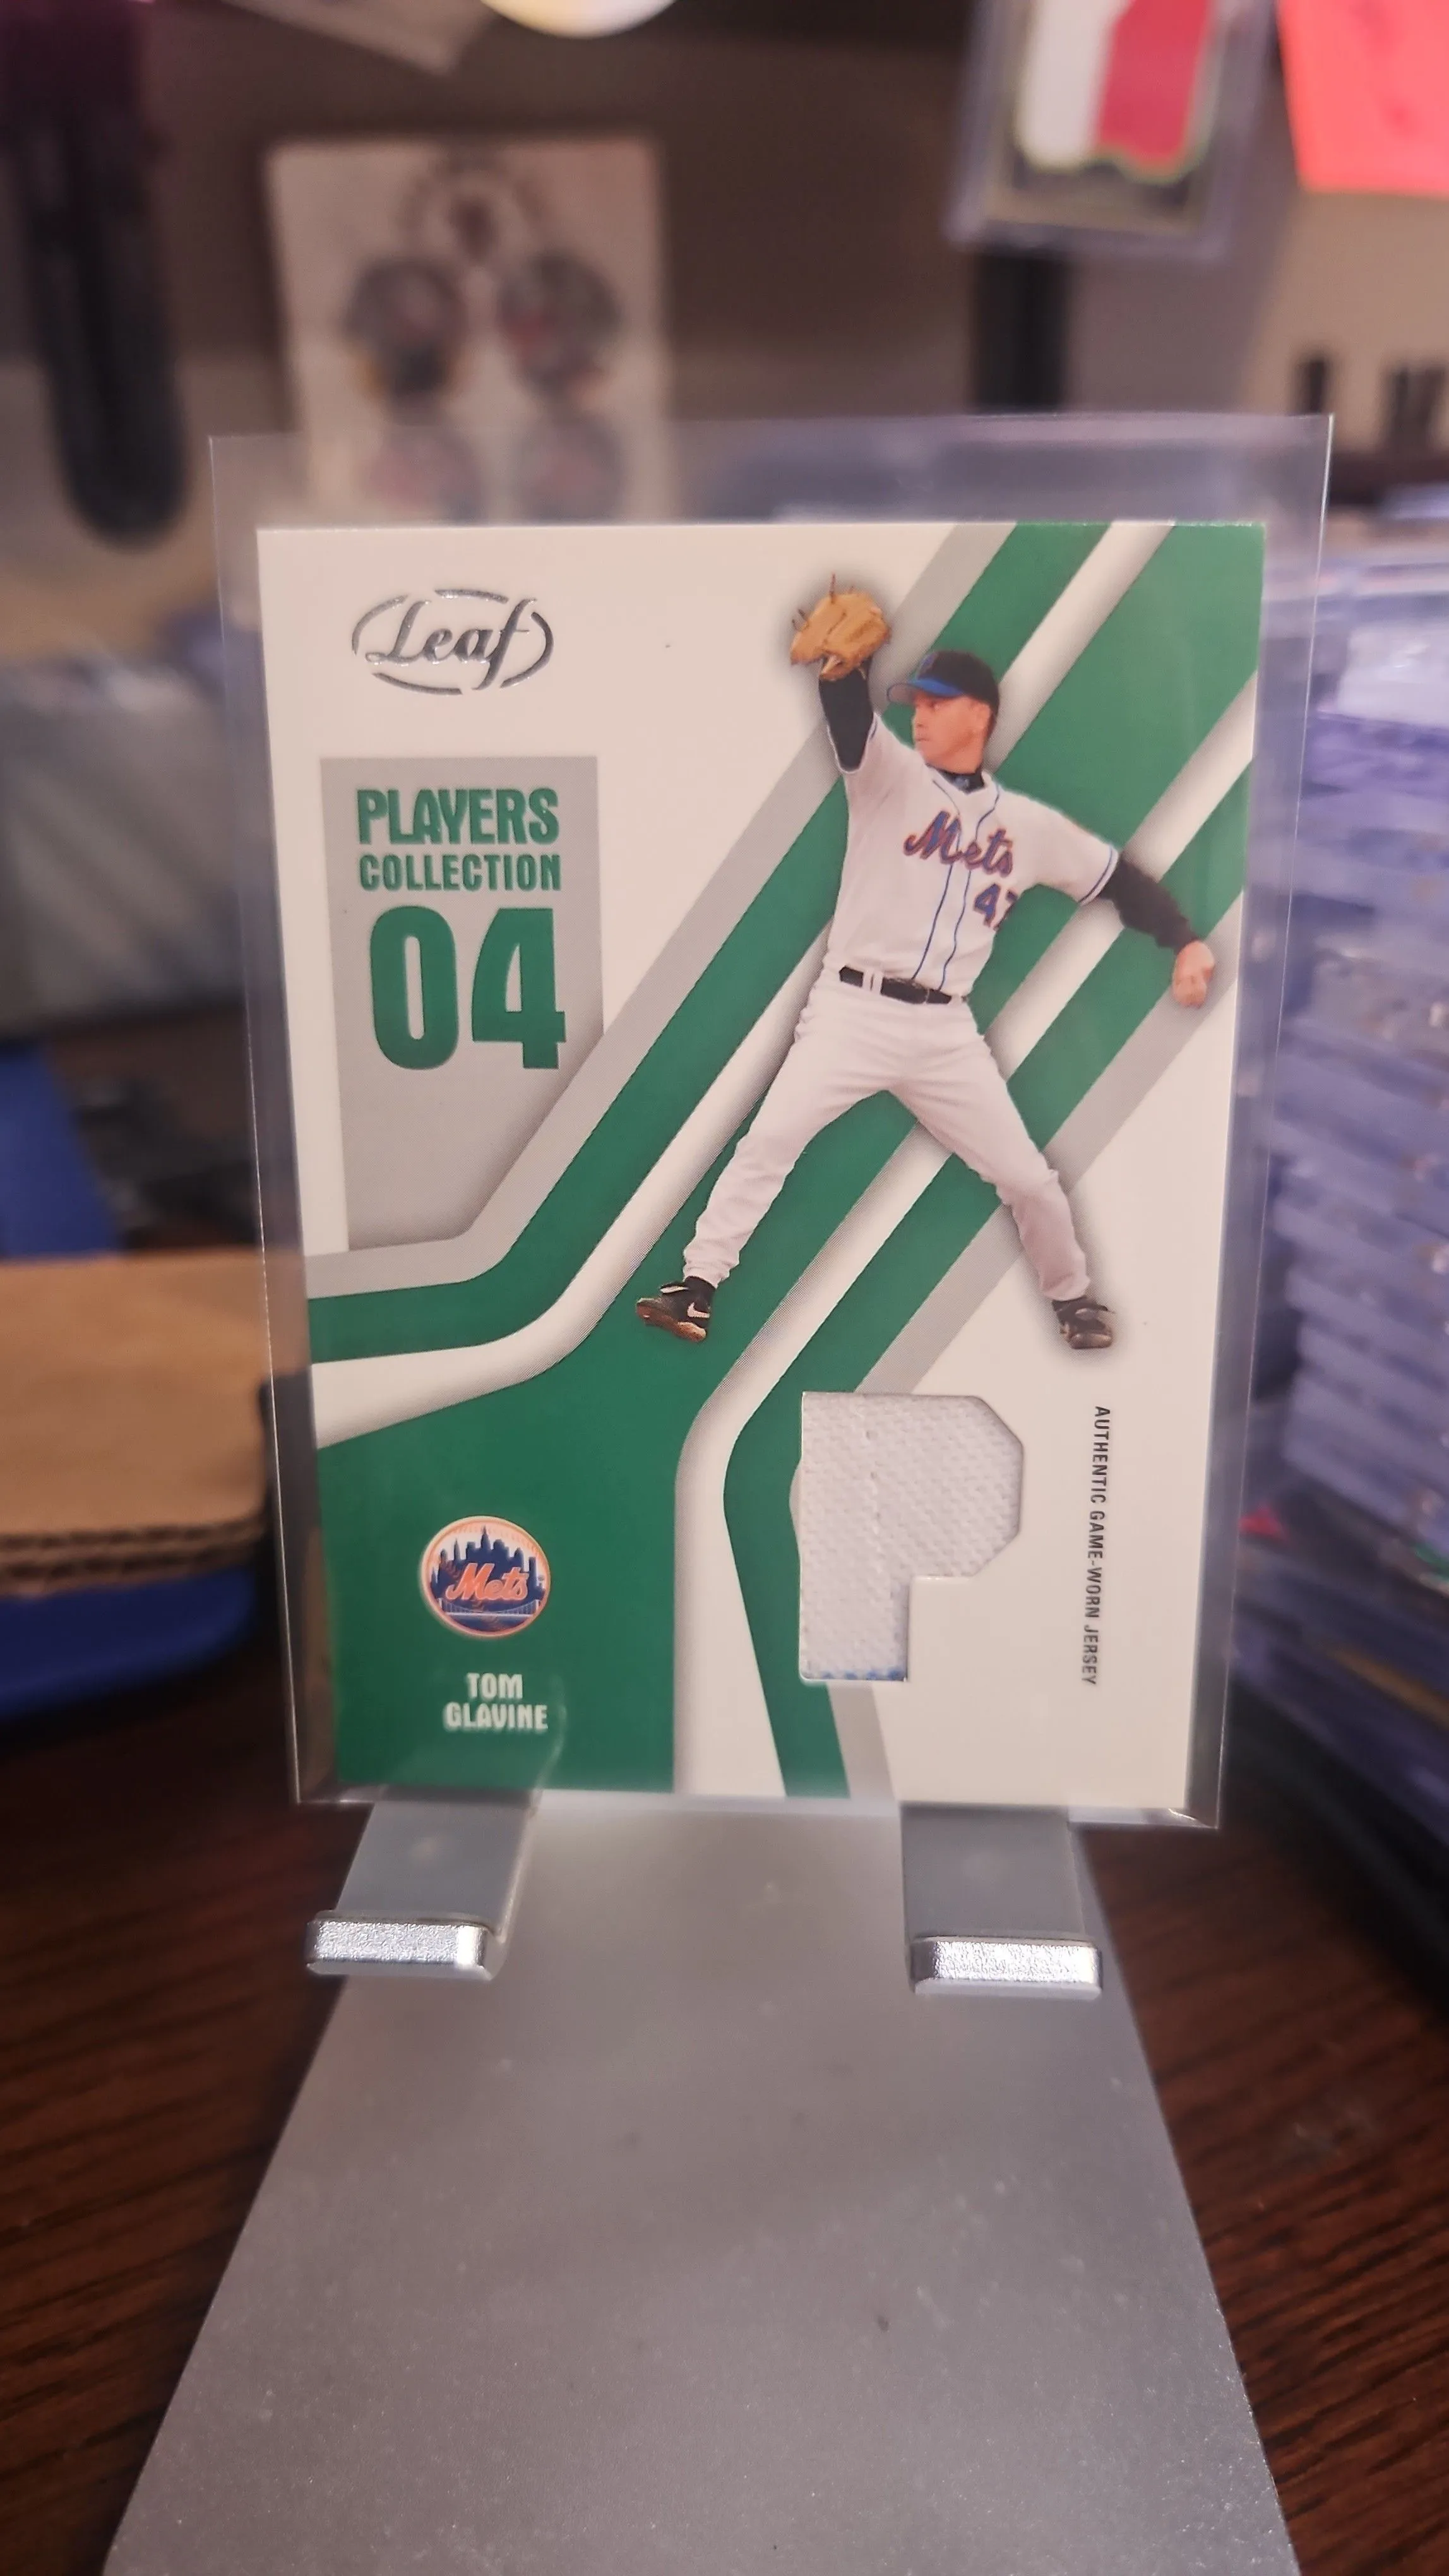 Leaf
PLAYERS
COLLECTION
04
Mets
47
AUTHENTIC GAME-WORN JERSEY
Mets
TOM
GLAVINE